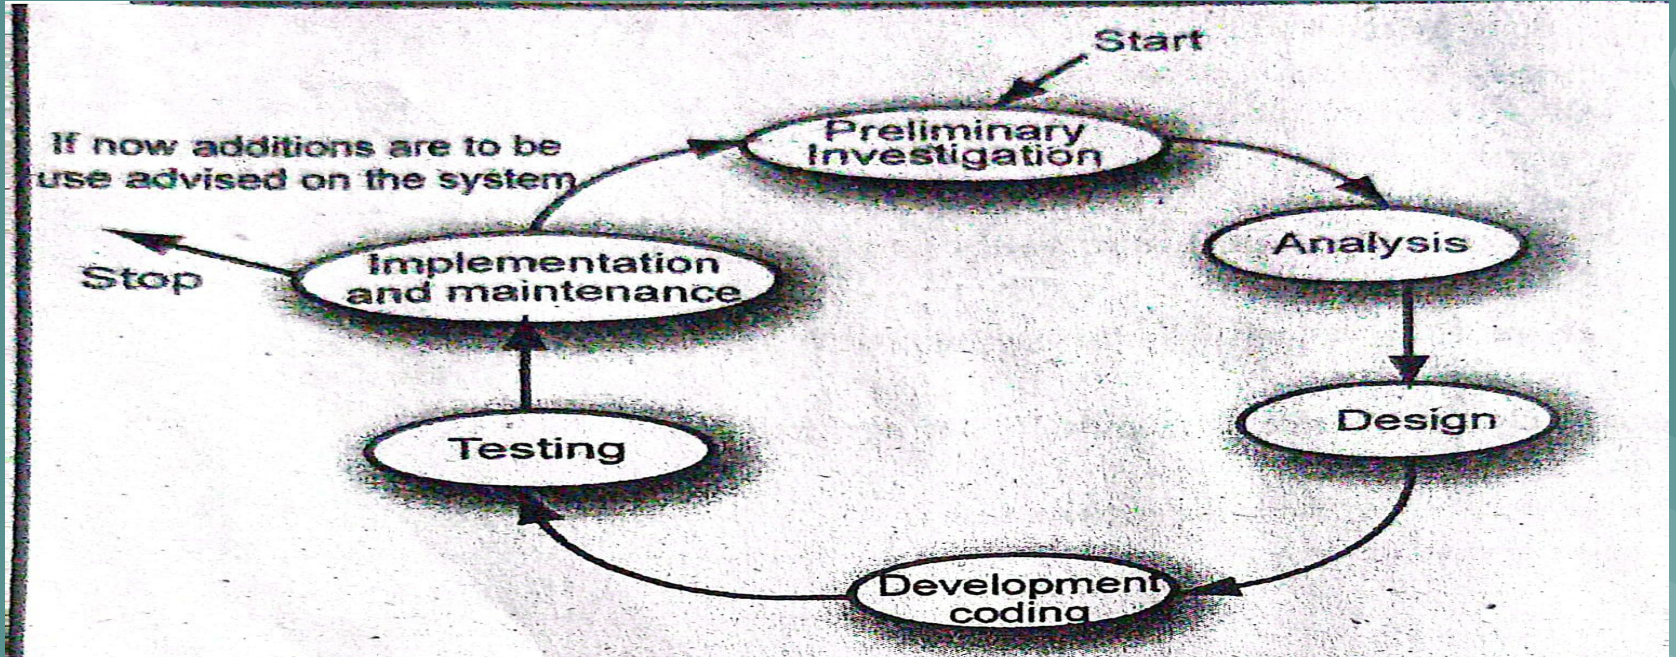 Start
Preliminary
Investigation
If now additions are to be
use advised on the system
Analysis
Stop
Implementation
and maintenance
Design
Testing
Development
coding